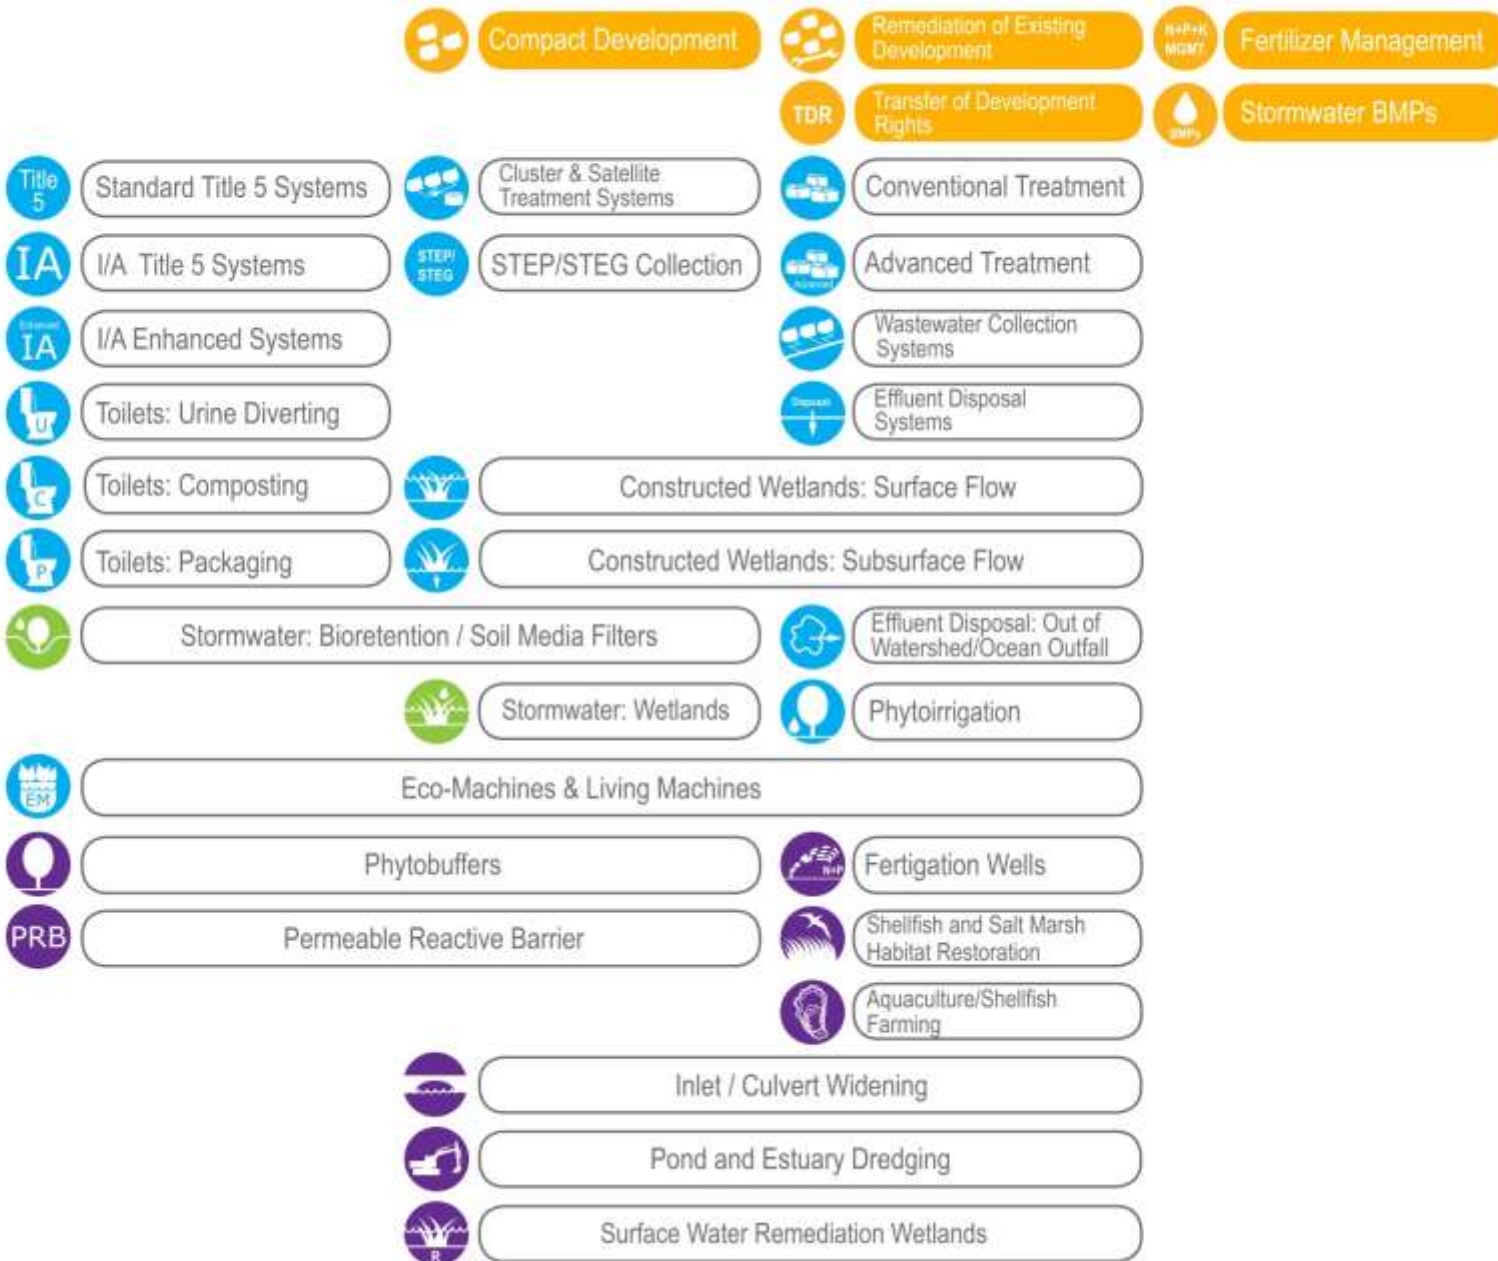 Compact Development
Remediation of Existing
Development
N+P+K
MGMT
Fertilizer Management
TDR
Transfer of Development
Rights
BMPs
Stormwater BMPs
Title
5
Standard Title 5 Systems
Cluster & Satellite
Treatment Systems
Conventional Treatment
IA
I/A Title 5 Systems
STEP/
STEG
STEP/STEG Collection
Advanced
Advanced Treatment
Enhanced
IA
I/A Enhanced Systems
Wastewater Collection
Systems
U
Toilets: Urine Diverting
Disposal
Effluent Disposal
Systems
C
Toilets: Composting
Constructed Wetlands: Surface Flow
P
Toilets: Packaging
Constructed Wetlands: Subsurface Flow
Stormwater: Bioretention / Soil Media Filters
Effluent Disposal: Out of
Watershed/Ocean Outfall
Stormwater: Wetlands
Phytoirrigation
EM
Eco-Machines & Living Machines
Phytobuffers
N+P
Fertigation Wells
PRB
Permeable Reactive Barrier
Shellfish and Salt Marsh
Habitat Restoration
Aquaculture/Shellfish
Farming
Inlet / Culvert Widening
Pond and Estuary Dredging
R
Surface Water Remediation Wetlands